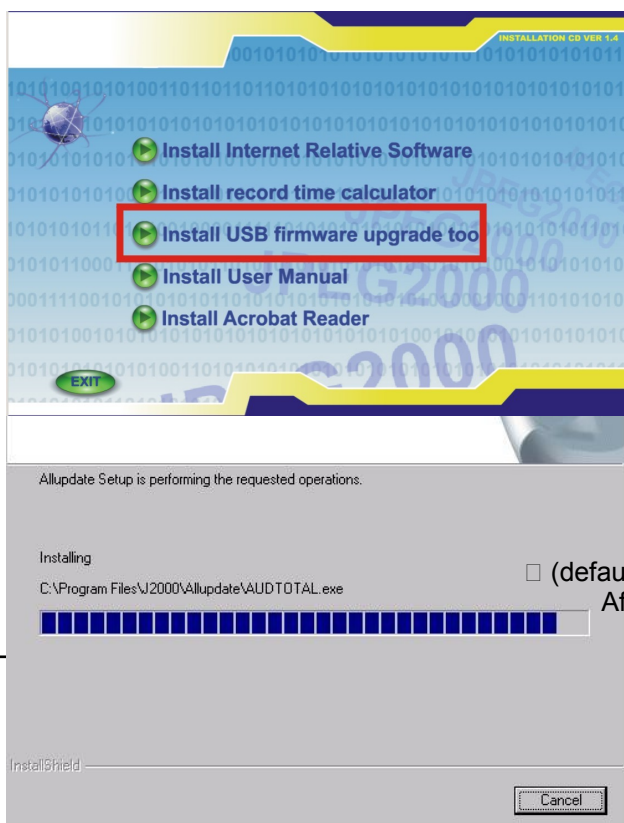 INSTALLATION CD VER 1.4
Install Internet Relative Software
Install record time calculator
Install USB firmware upgrade too
Install User Manual
Install Acrobat Reader
JPEG2000
JPEG2000
EXIT
Allupdate Setup is performing the requested operations.
Installing
C:\Program Files\J2000\Allupdate\AUDTOTAL.exe
(defau
Af
InstallShield
Cancel